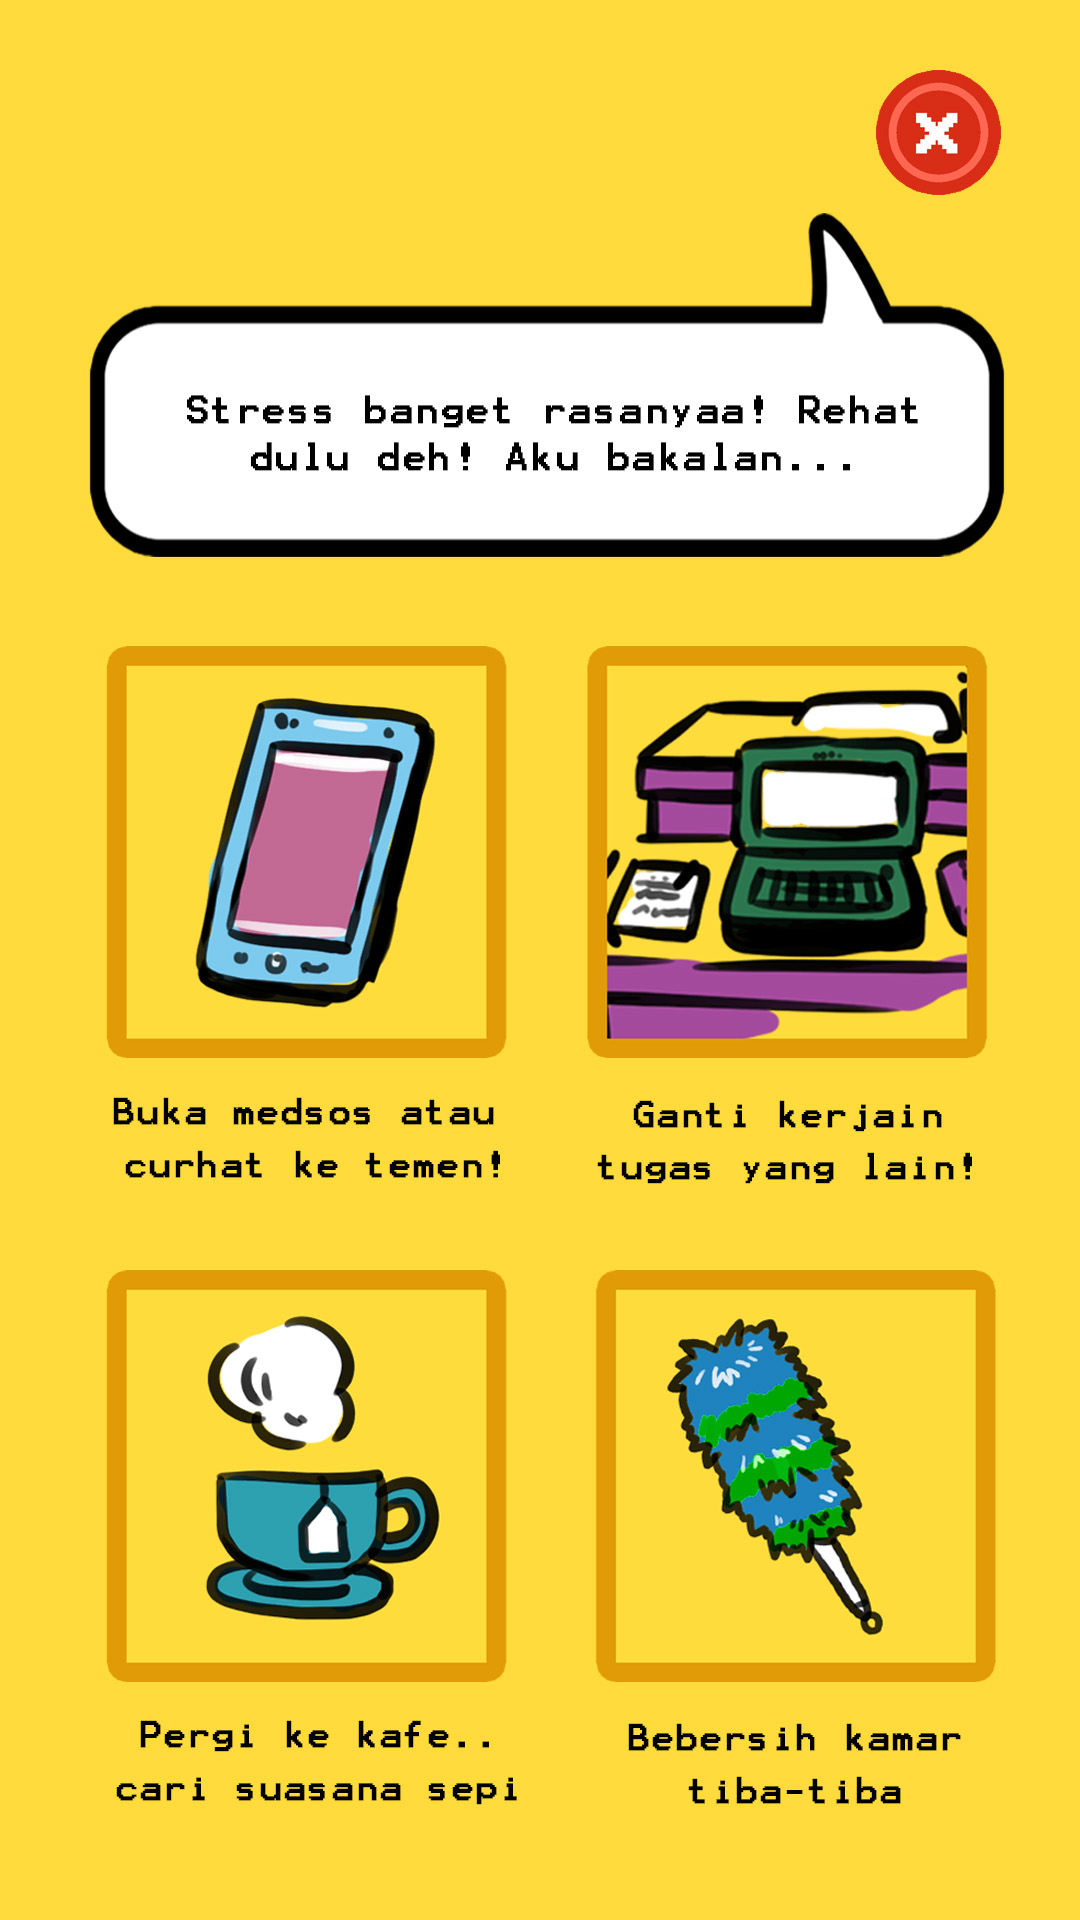 Stress banget rasanyaa! Rehat
dulu deh! Aku bakalan...
Buka medsos atau
curhat ke temen!
Ganti kerjain
tugas yang lain!
Pergi ke kafe..
cari suasana sepi
Bebersih kamar
tiba-tiba